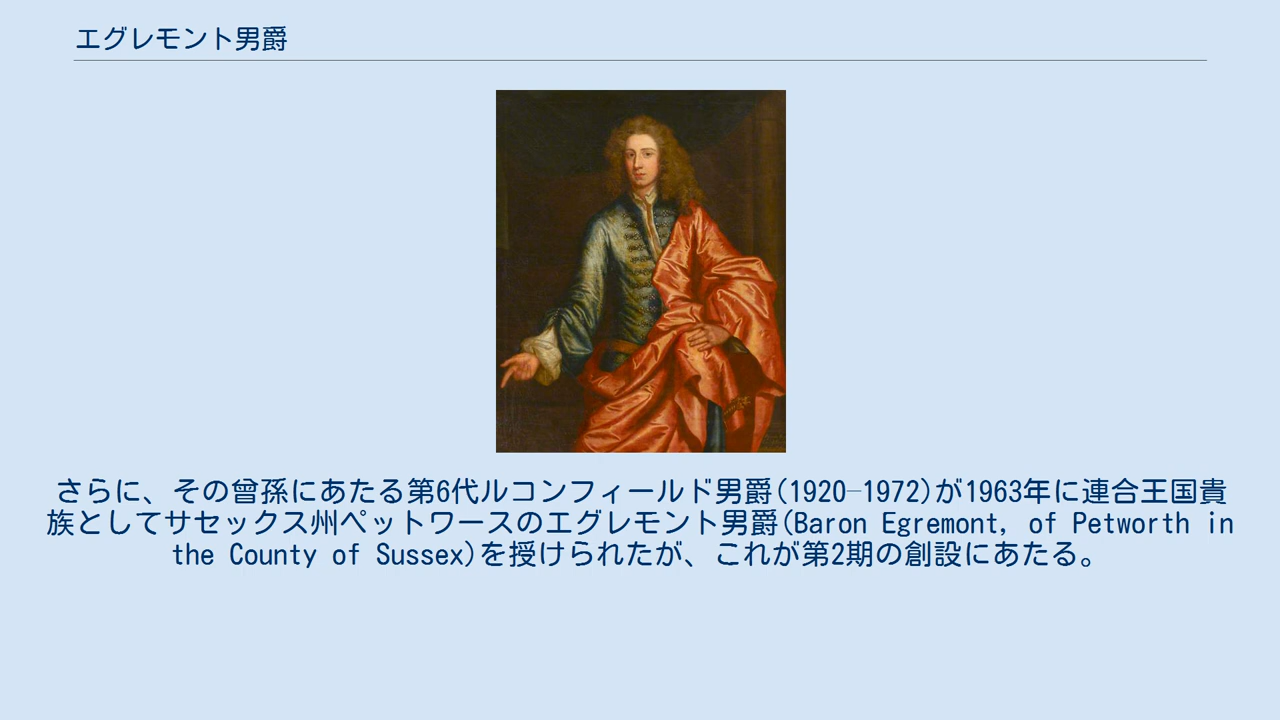 エグレモント男爵
さらに、その曾孫にあたる第6代ルコンフィールド男爵(1920–1972)が1963年に連合王国貴
族としてサセックス州ペットワースのエグレモント男爵(Baron Egremont, of Petworth in
the County of Sussex)を授けられたが、これが第2期の創設にあたる。